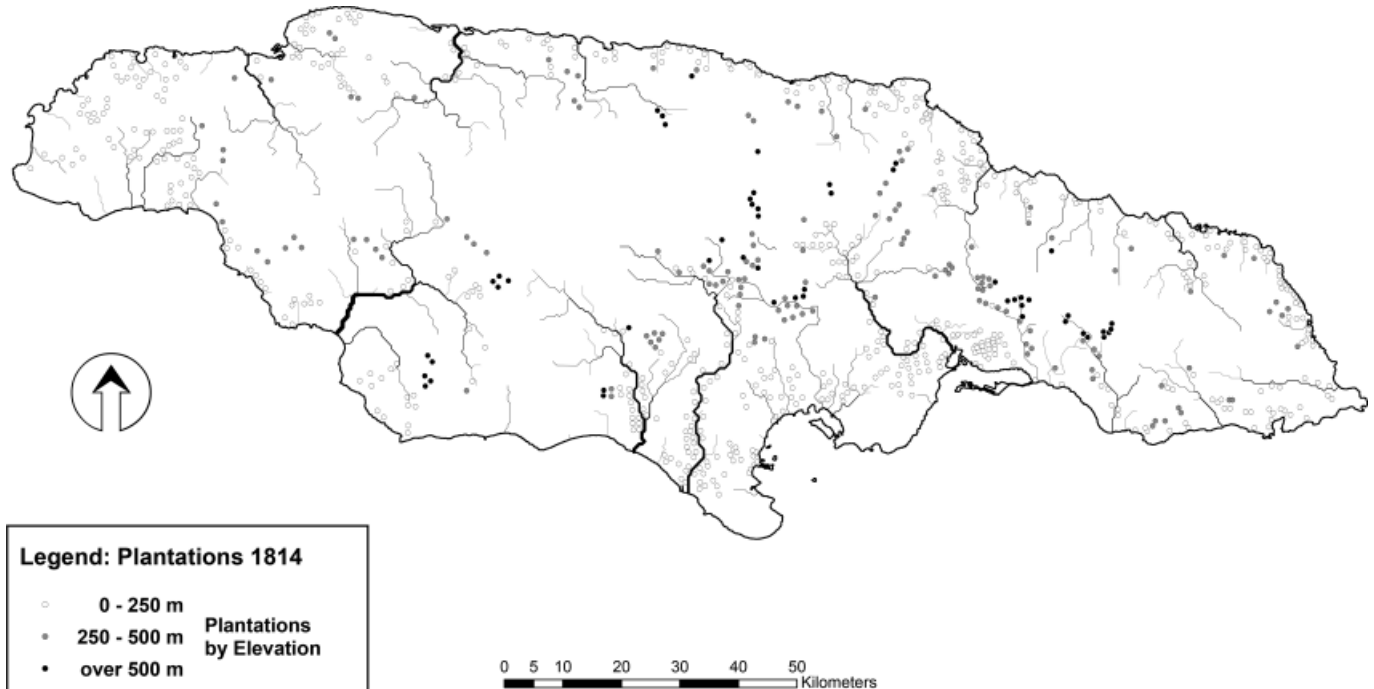 Legend: Plantations 1814
0 - 250 m
250 - 500 m
over 500 m
Plantations
by Elevation
0 5 10 20 30 40 50
Kilometers